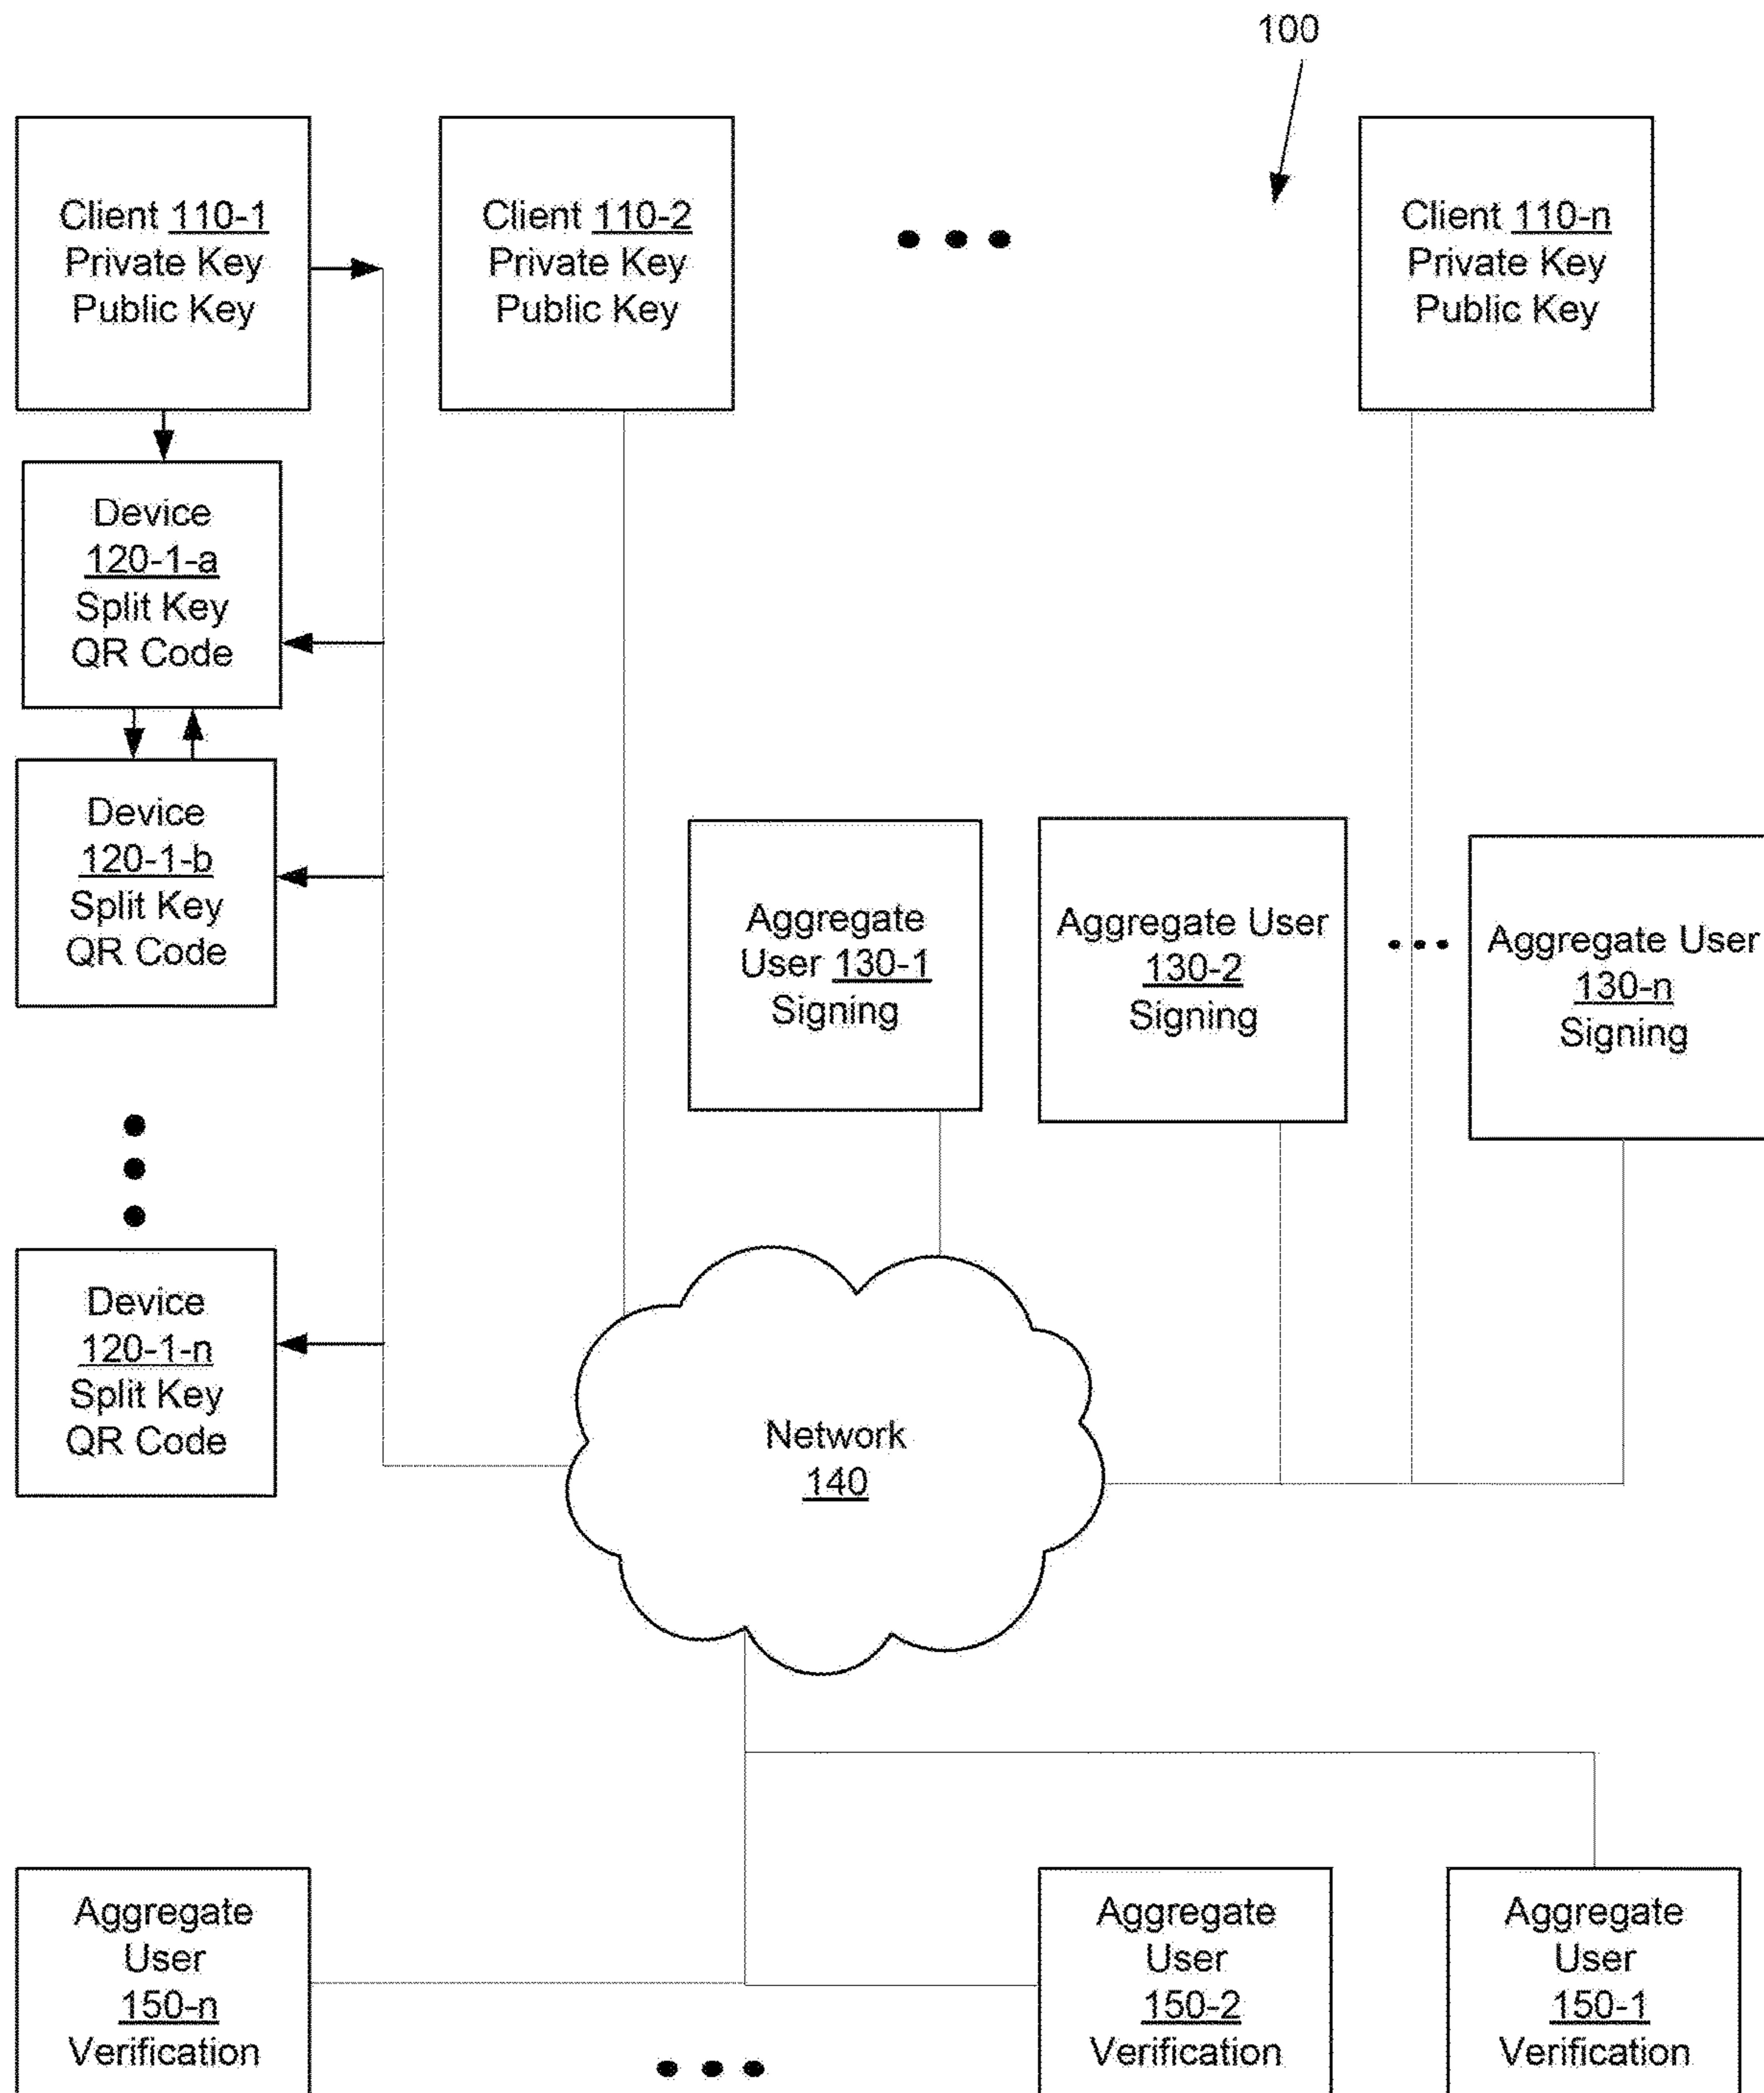 100
Client 110-1
Private Key
Public Key
Client 110-2
Private Key
Public Key
Client 110-n
Private Key
Public Key
Device
120-1-a
Split Key
QR Code
Device
120-1-b
Split Key
QR Code
Aggregate
User 130-1
Signing
Aggregate User
130-2
Signing
Aggregate User
130-n
Signing
Device
120-1-n
Split Key
QR Code
Network
140
Aggregate
User
150-n
Verification
Aggregate
User
150-2
Verification
Aggregate
User
150-1
Verification